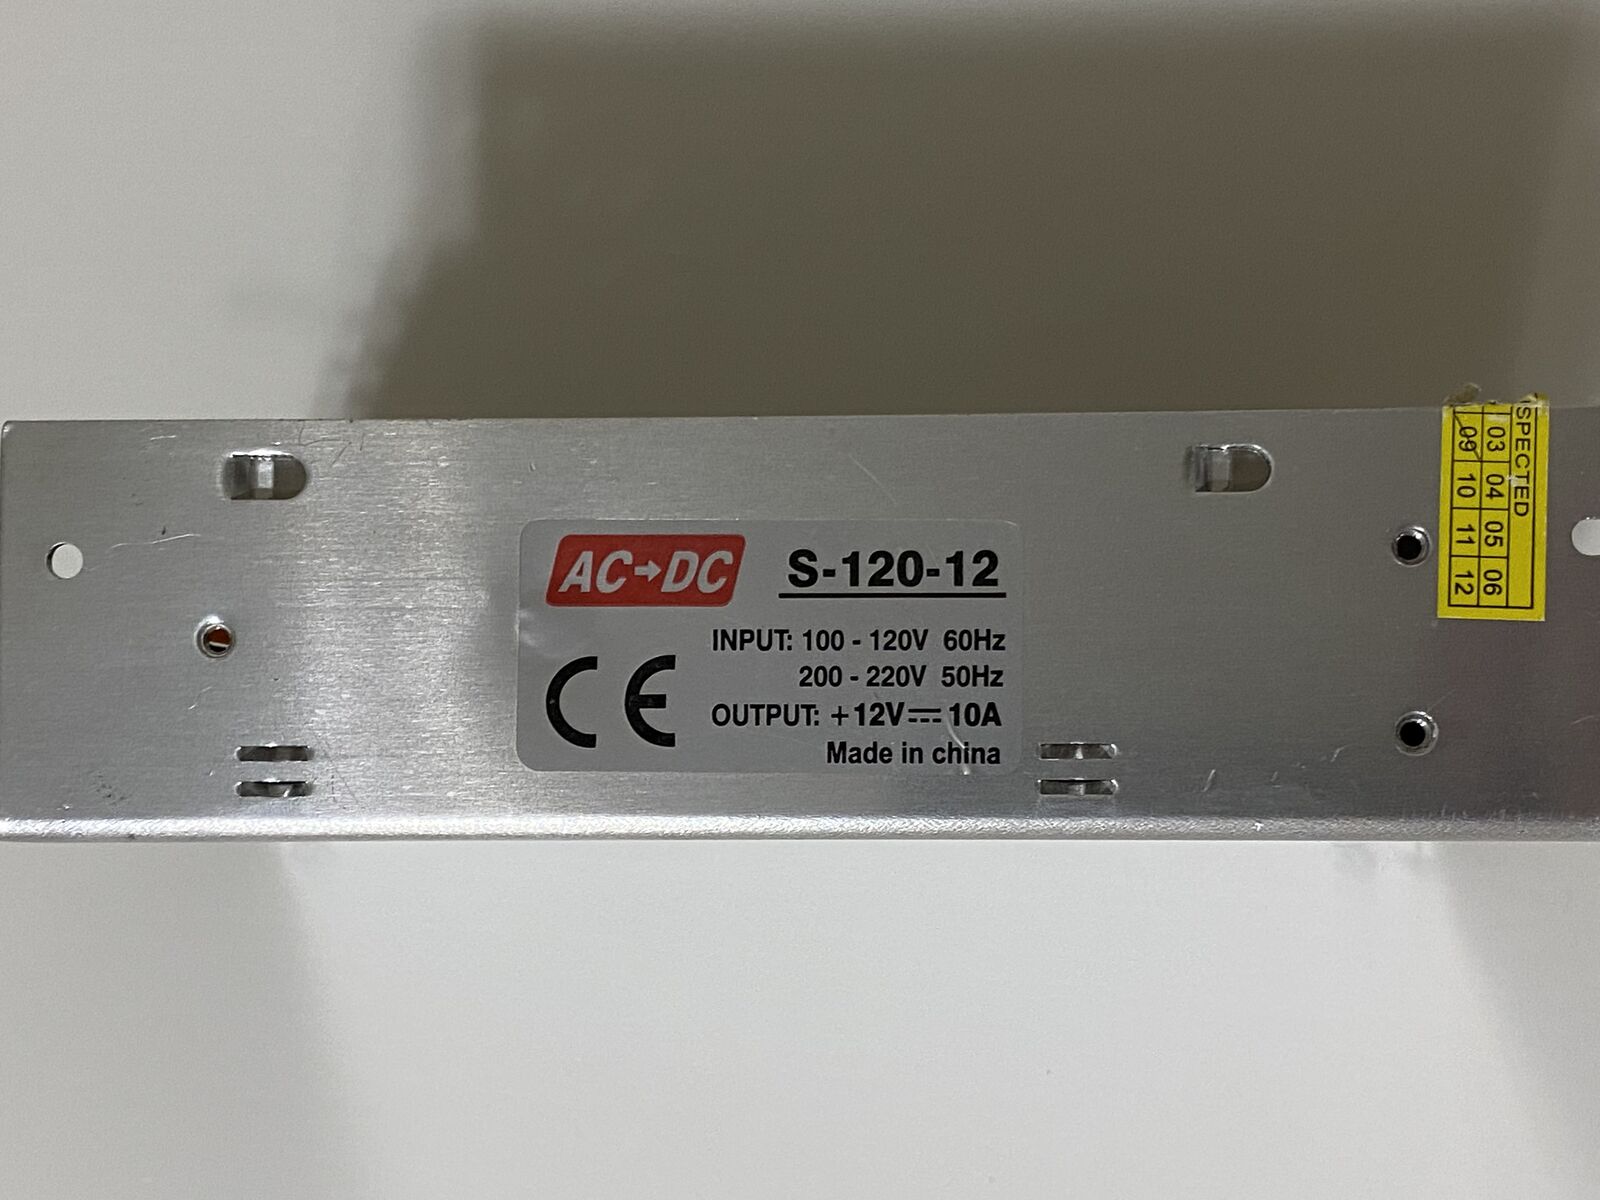 AC→DC S-120-12
INPUT: 100 - 120V 60Hz
200 - 220V 50Hz
OUTPUT: +12V⎓10A
Made in china
CE
SPECTED
03 04 05 06
09 10 11 12